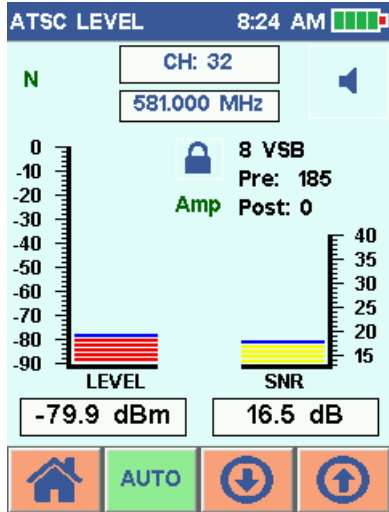 ATSC LEVEL 8:24 AM
CH: 32
N
581.000 MHz
8 VSB
Pre: 185
Amp Post: 0
0
-10
-20
-30
-40
-50
-60
-70
-80
-90
40
35
30
25
20
15
LEVEL SNR
-79.9 dBm 16.5 dB
AUTO